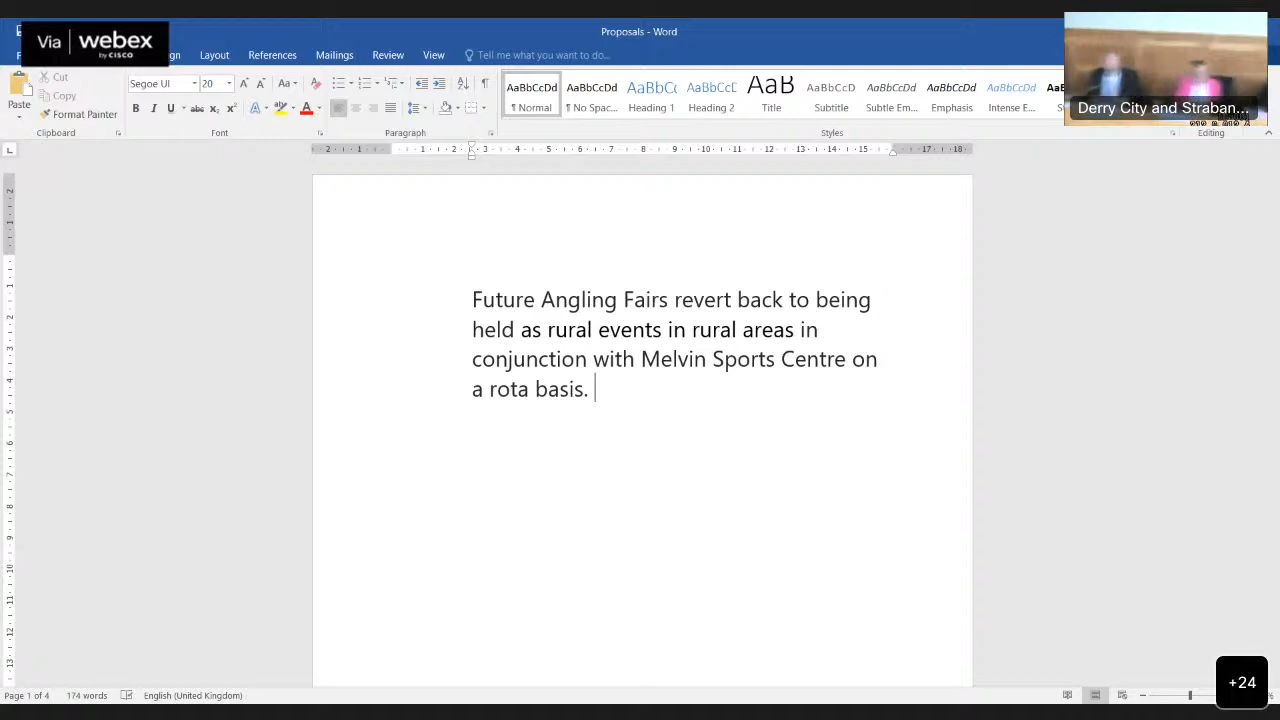 Via webex
by CISCO
Proposals - Word
Layout
References
Mailings
Review
View
Tell me what you want to do...
Derry City and Straban...
Paste
Cut
Copy
Format Painter
Segoe UI
20
AaBbCcDd
¶ Normal
AaBbCcDd
¶ No Spac...
AaBbCc
Heading 1
AaBbCcD
Heading 2
AaB
Title
AaBbCcD
Subtitle
AaBbCcDd
Subtle Em...
AaBbCcDd
Emphasis
AaBbCcDd
Intense E...
Clipboard
Font
Paragraph
Styles
Editing
Future Angling Fairs revert back to being
held as rural events in rural areas in
conjunction with Melvin Sports Centre on
a rota basis.
Page 1 of 4
174 words
English (United Kingdom)
+24